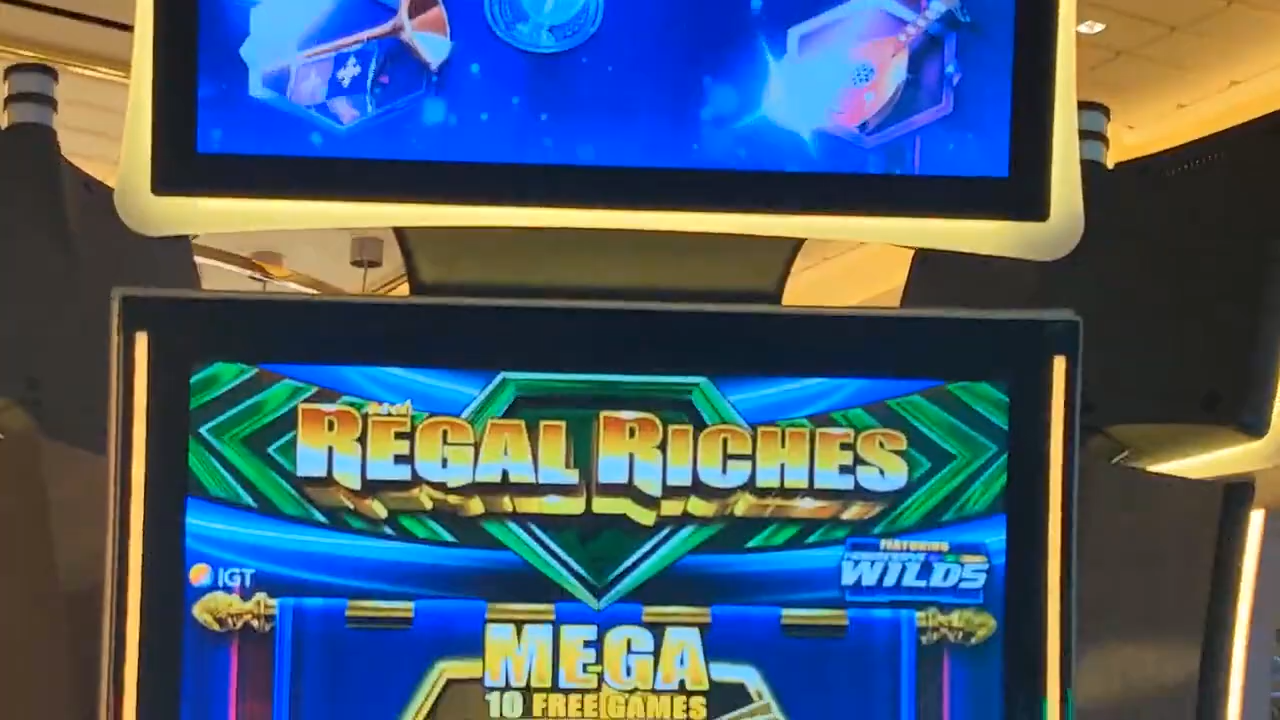 REGAL RICHES
FEATURING
WILDS
IGT
MEGA
10 FREE GAMES